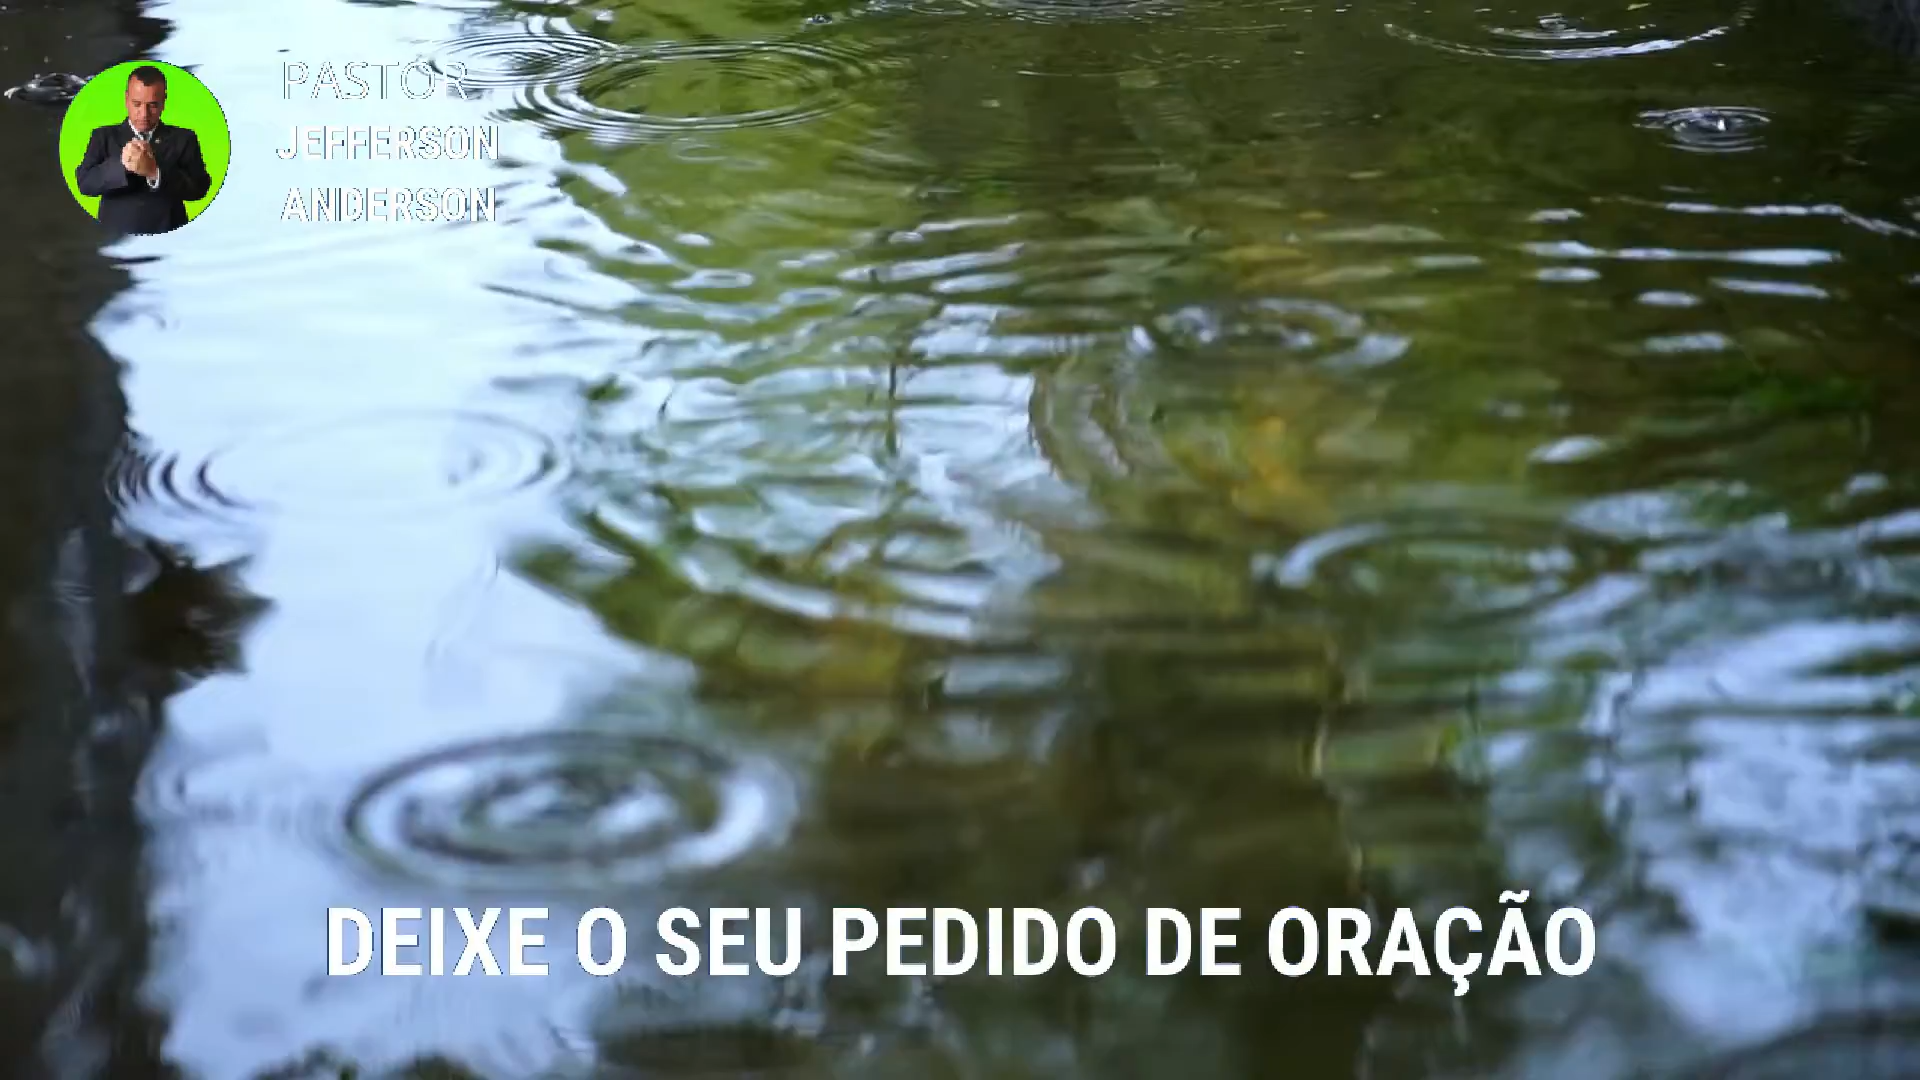 PASTOR
JEFFERSON
ANDERSON
DEIXE O SEU PEDIDO DE ORAÇÃO